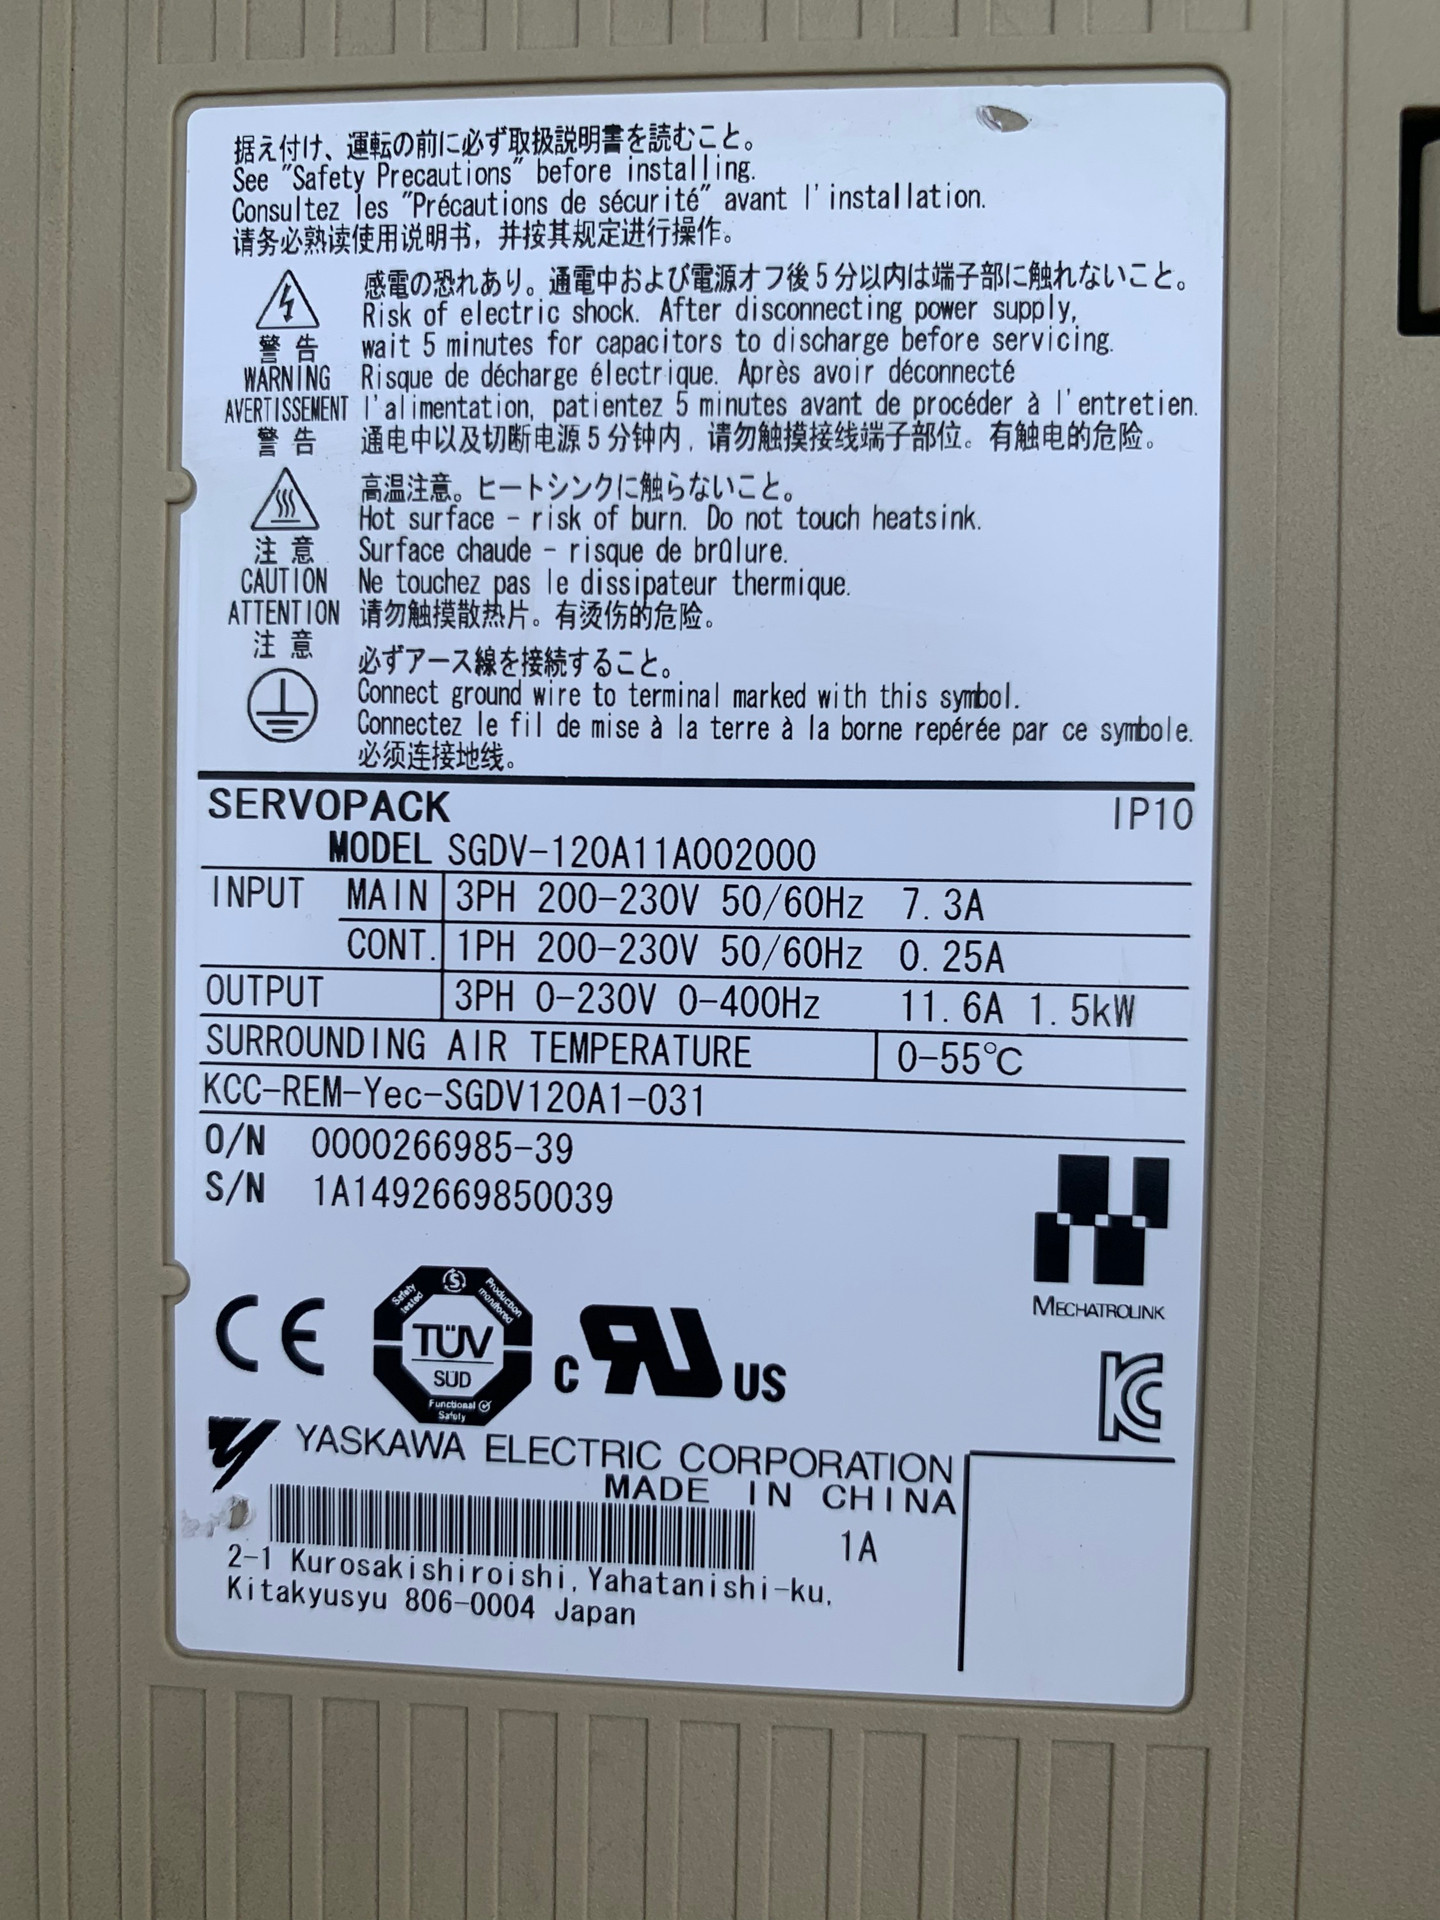 据え付け、運転の前に必ず取扱説明書を読むこと。
See "Safety Precautions" before installing.
Consultez les "Précautions de sécurité" avant l'installation.
请务必熟读使用说明书，并按其规定进行操作。
感電の恐れあり。通電中および電源オフ後5分以内は端子部に触れないこと。
Risk of electric shock. After disconnecting power supply,
警告 wait 5 minutes for capacitors to discharge before servicing.
WARNING Risque de décharge électrique. Après avoir déconnecté
AVERTISSEMENT l'alimentation, patientez 5 minutes avant de procéder à l'entretien.
警告 通电中以及切断电源5分钟内，请勿触摸接线端子部位。有触电的危险。
高温注意。ヒートシンクに触らないこと。
Hot surface - risk of burn. Do not touch heatsink.
注意 Surface chaude - risque de brûlure.
CAUTION Ne touchez pas le dissipateur thermique.
ATTENTION 请勿触摸散热片。有烫伤的危险。
注意
必ずアース線を接続すること。
Connect ground wire to terminal marked with this symbol.
Connectez le fil de mise à la terre à la borne repérée par ce symbole.
必须连接地线。
SERVOPACK IP10
MODEL SGDV-120A11A002000
INPUT MAIN 3PH 200-230V 50/60Hz 7.3A
CONT. 1PH 200-230V 50/60Hz 0.25A
OUTPUT 3PH 0-230V 0-400Hz 11.6A 1.5kW
SURROUNDING AIR TEMPERATURE 0-55℃
KCC-REM-Yec-SGDV120A1-031
O/N 0000266985-39
S/N 1A1492669850039
MECHATROLINK
CE
Safety tested
Production monitored
TÜV
SÜD
Functional Safety
c RU US
KC
YASKAWA ELECTRIC CORPORATION
MADE IN CHINA
1A
2-1 Kurosakishiroishi, Yahatanishi-ku,
Kitakyusyu 806-0004 Japan